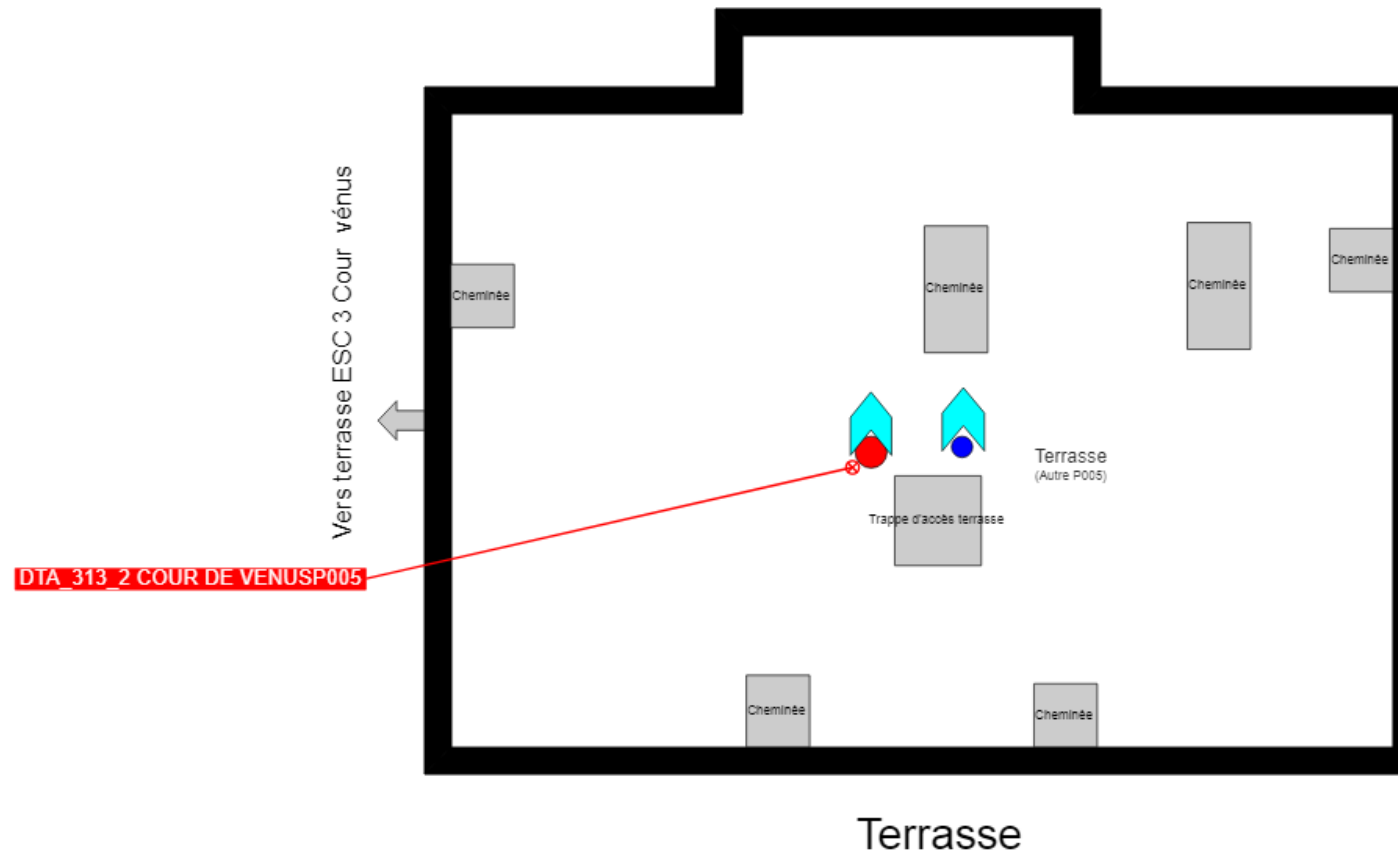 Vers terrasse ESC 3 Cour vénus
Cheminée
Cheminée
Cheminée
Cheminée
Terrasse
(Autre P005)
Trappe d'accès terrasse
DTA_313_2 COUR DE VENUSP005
Cheminée
Cheminée
Terrasse